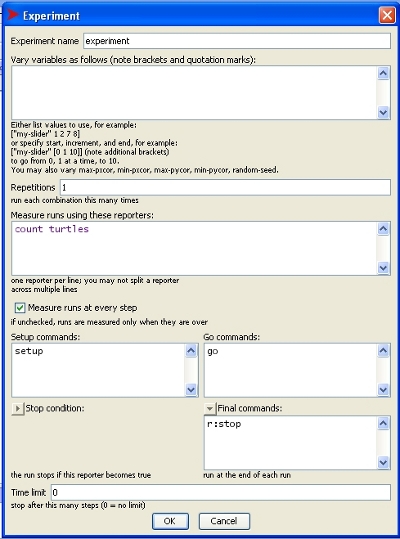 Experiment
Experiment name experiment
Vary variables as follows (note brackets and quotation marks):
Either list values to use, for example:
["my-slider" 1 2 7 8]
or specify start, increment, and end, for example:
["my-slider" [0 1 10]] (note additional brackets)
to go from 0, 1 at a time, to 10.
You may also vary max-pxcor, min-pxcor, max-pycor, min-pycor, random-seed.
Repetitions 1
run each combination this many times
Measure runs using these reporters:
count turtles
one reporter per line; you may not split a reporter
across multiple lines
Measure runs at every step
if unchecked, runs are measured only when they are over
Setup commands: Go commands:
setup go
Stop condition: Final commands:
r:stop
the run stops if this reporter becomes true run at the end of each run
Time limit 0
stop after this many steps (0 = no limit)
OK Cancel